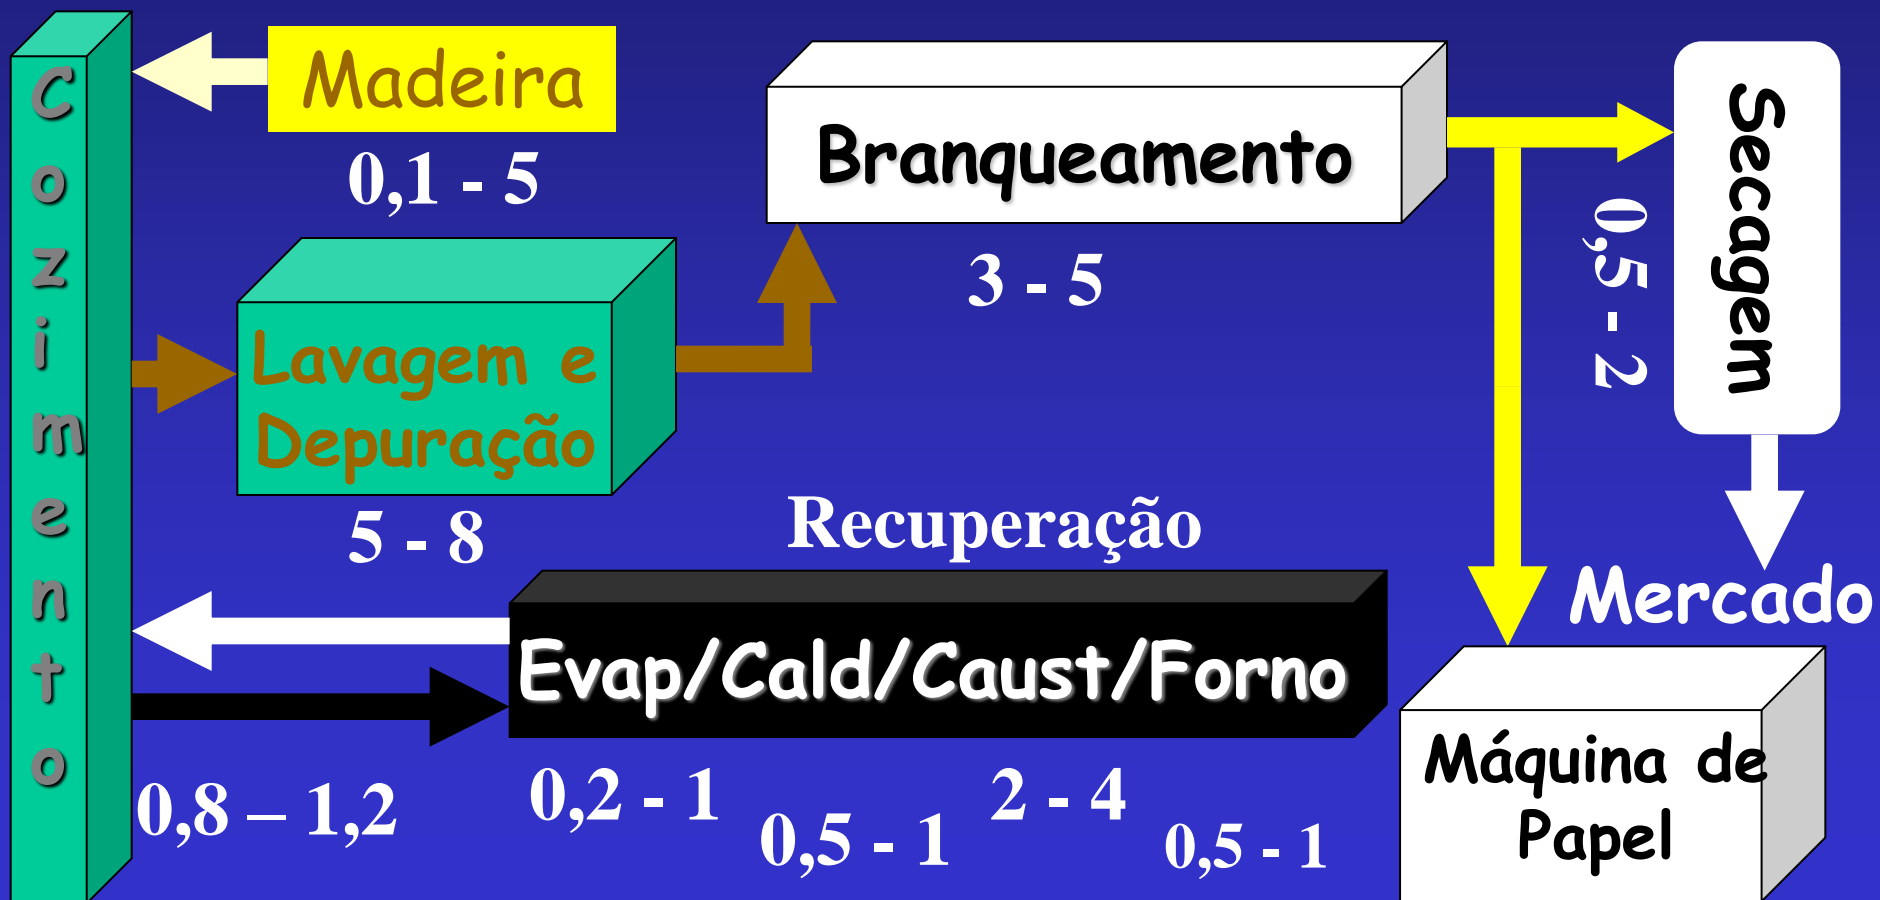 Cozimento
Madeira
0,1 - 5
Branqueamento
3 - 5
Secagem
0,5 - 2
Lavagem e
Depuração
5 - 8
Recuperação
Evap/Cald/Caust/Forno
Mercado
Máquina de
Papel
0,8 – 1,2
0,2 - 1
0,5 - 1
2 - 4
0,5 - 1